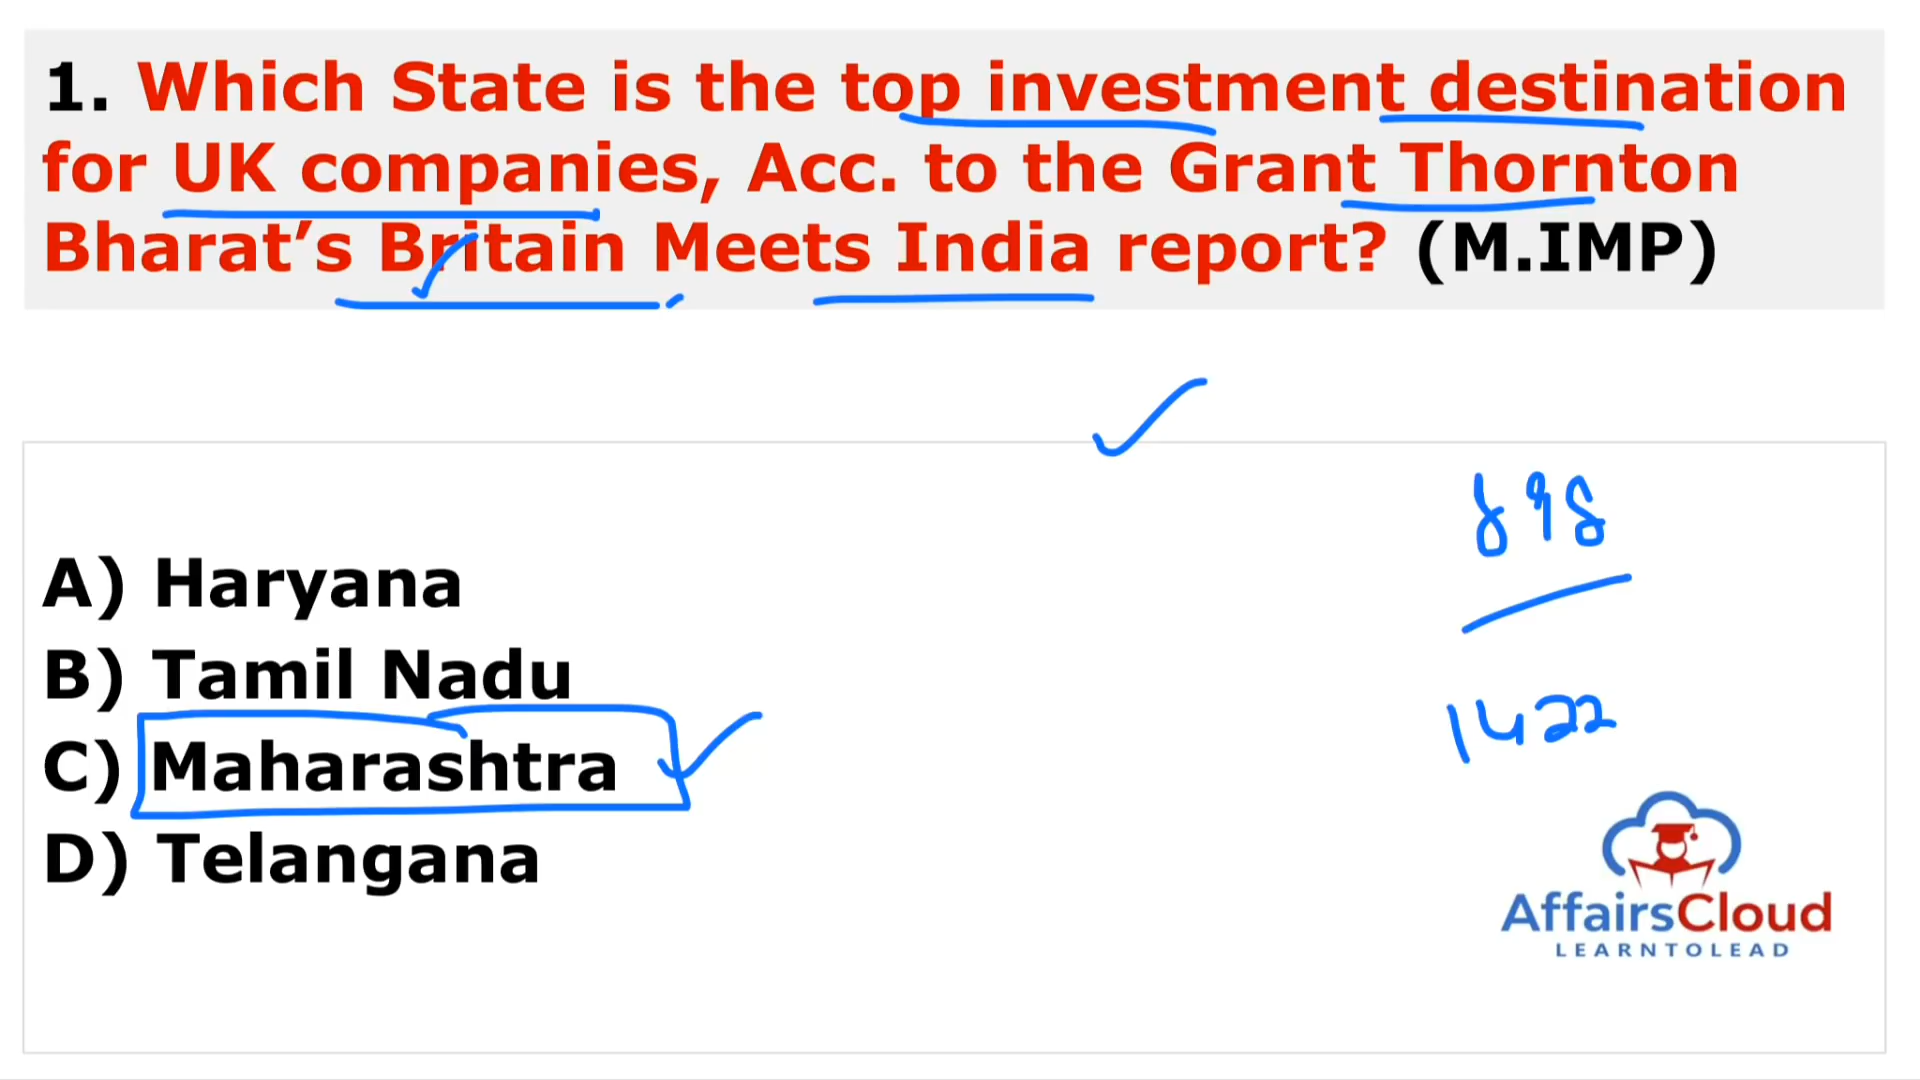 1. Which State is the top investment destination
for UK companies, Acc. to the Grant Thornton
Bharat’s Britain Meets India report? (M.IMP)
898
A) Haryana
B) Tamil Nadu
1422
C) Maharashtra
D) Telangana
AffairsCloud
LEARNTOLEAD